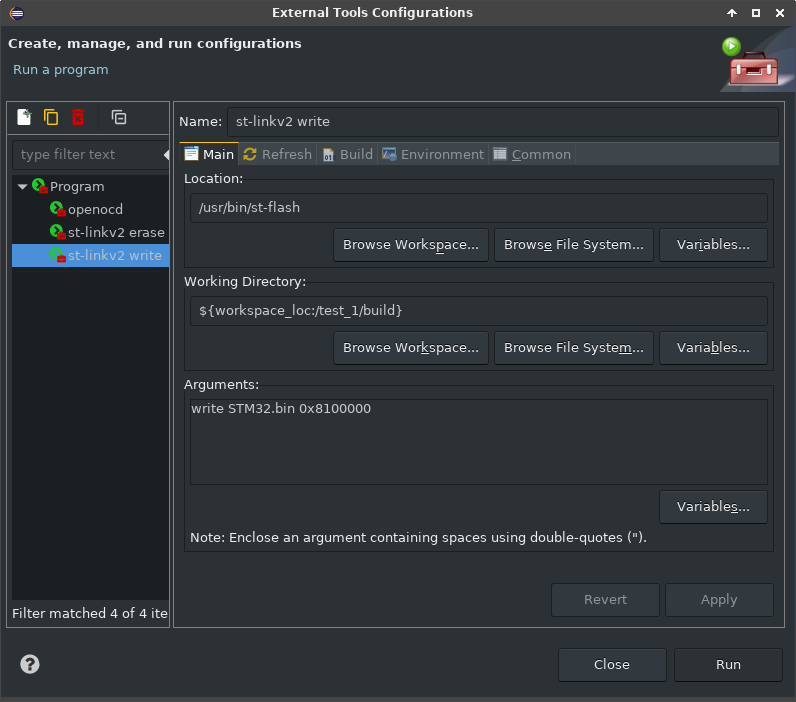 External Tools Configurations
Create, manage, and run configurations
Run a program
Name: st-linkv2 write
type filter text
Main Refresh Build Environment Common
Program
openocd
st-linkv2 erase
st-linkv2 write
Location:
/usr/bin/st-flash
Browse Workspace... Browse File System... Variables...
Working Directory:
${workspace_loc:/test_1/build}
Browse Workspace... Browse File System... Variables...
Arguments:
write STM32.bin 0x8100000
Variables...
Note: Enclose an argument containing spaces using double-quotes (").
Filter matched 4 of 4 ite
Revert Apply
Close Run